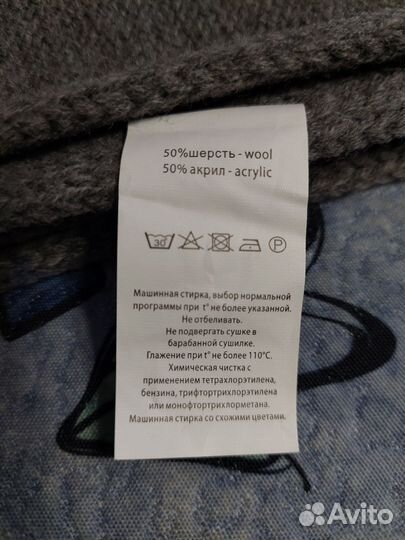 50%шерсть - wool
50% акрил - acrylic
30
P
Машинная стирка, выбор нормальной
программы при t° не более указанной.
Не отбеливать.
Не подвергать сушке в
барабанной сушилке.
Глажение при t° не более 110°C.
Химическая чистка с
применением тетрахлорэтилена,
бензина, трифтортрихлорэтилена
или монофтортрихлорметана.
Машинная стирка со схожими цветами.
Avito